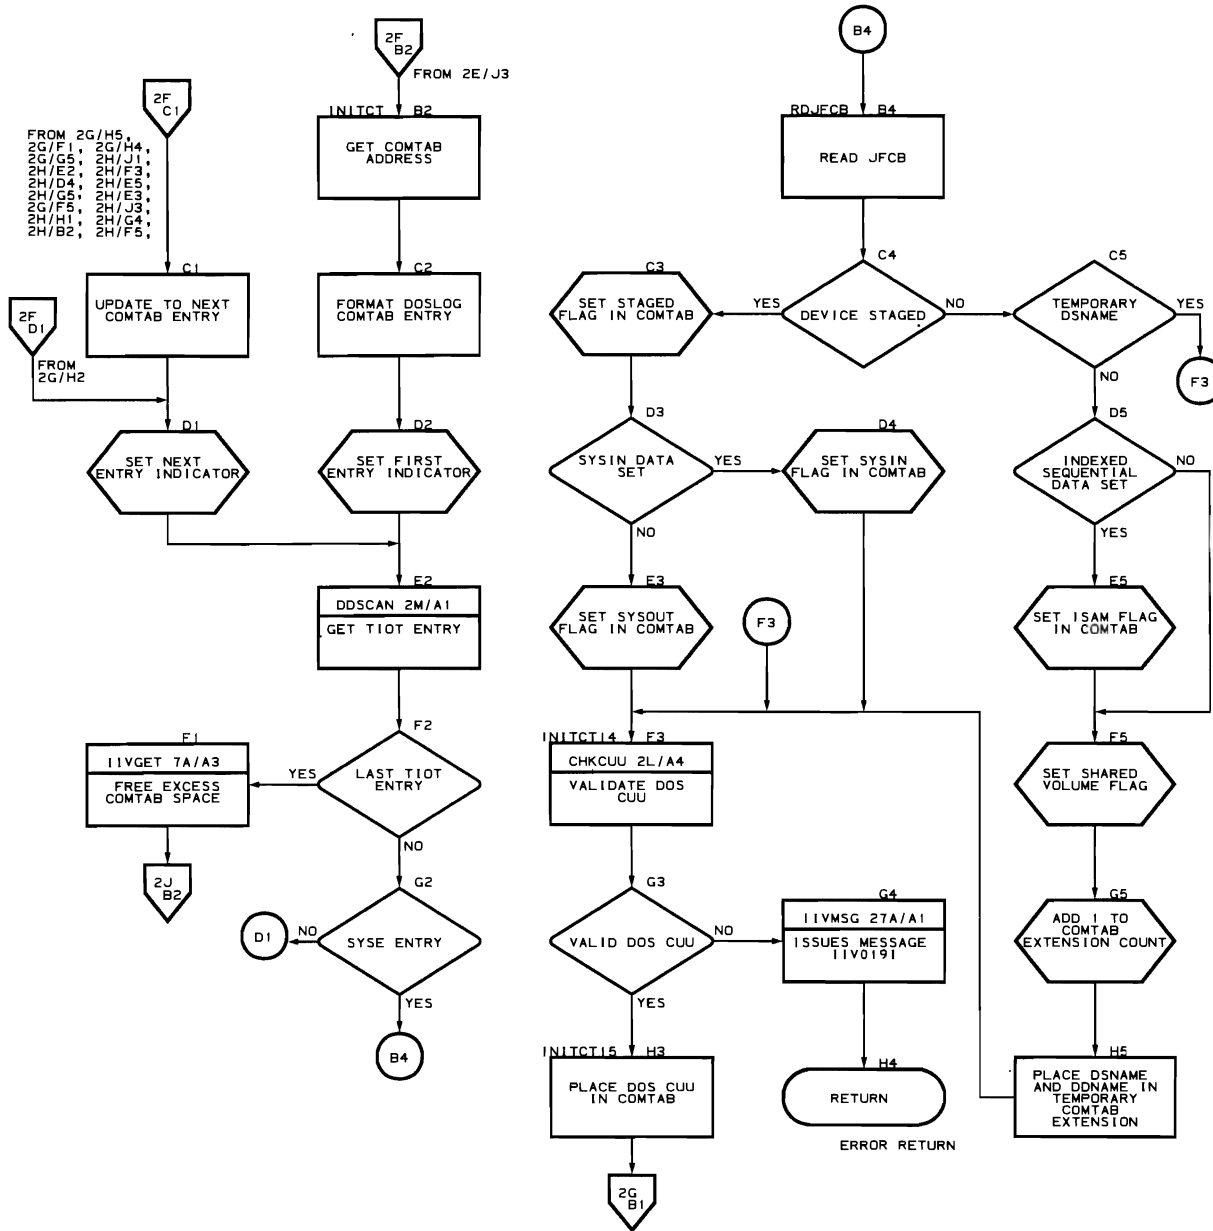 2F
B2
FROM 2E/J3
B4
2F
C1
FROM 2G/H5,
2G/F1, 2G/H4,
2G/G5, 2H/J1,
2H/E2, 2H/F3,
2H/D4, 2H/E5,
2H/G5, 2H/E3,
2G/F5, 2H/J3,
2H/H1, 2H/G4,
2H/B2, 2H/F5,
INITCT B2
GET COMTAB
ADDRESS
RDJFCB B4
READ JFCB
C1
UPDATE TO NEXT
COMTAB ENTRY
C2
FORMAT DOSLOG
COMTAB ENTRY
C3
SET STAGED
FLAG IN COMTAB
YES
C4
DEVICE STAGED
NO
C5
TEMPORARY
DSNAME
YES
F3
NO
2F
D1
FROM
2G/H2
D1
SET NEXT
ENTRY INDICATOR
D2
SET FIRST
ENTRY INDICATOR
D3
SYSIN DATA
SET
YES
NO
D4
SET SYSIN
FLAG IN COMTAB
D5
INDEXED
SEQUENTIAL
DATA SET
NO
YES
E2
DDSCAN 2M/A1
GET TIOT ENTRY
E3
SET SYSOUT
FLAG IN COMTAB
F3
E5
SET ISAM FLAG
IN COMTAB
F1
IIVGET 7A/A3
FREE EXCESS
COMTAB SPACE
YES
F2
LAST TIOT
ENTRY
NO
INITCT14 F3
CHKCUU 2L/A4
VALIDATE DOS
CUU
F5
SET SHARED
VOLUME FLAG
2J
B2
D1
NO
G2
SYSE ENTRY
YES
G3
VALID DOS CUU
NO
YES
G4
IIVMSG 27A/A1
ISSUES MESSAGE
IIV019I
G5
ADD 1 TO
COMTAB
EXTENSION COUNT
B4
INITCT15 H3
PLACE DOS CUU
IN COMTAB
H4
RETURN
ERROR RETURN
H5
PLACE DSNAME
AND DDNAME IN
TEMPORARY
COMTAB
EXTENSION
2G
B1